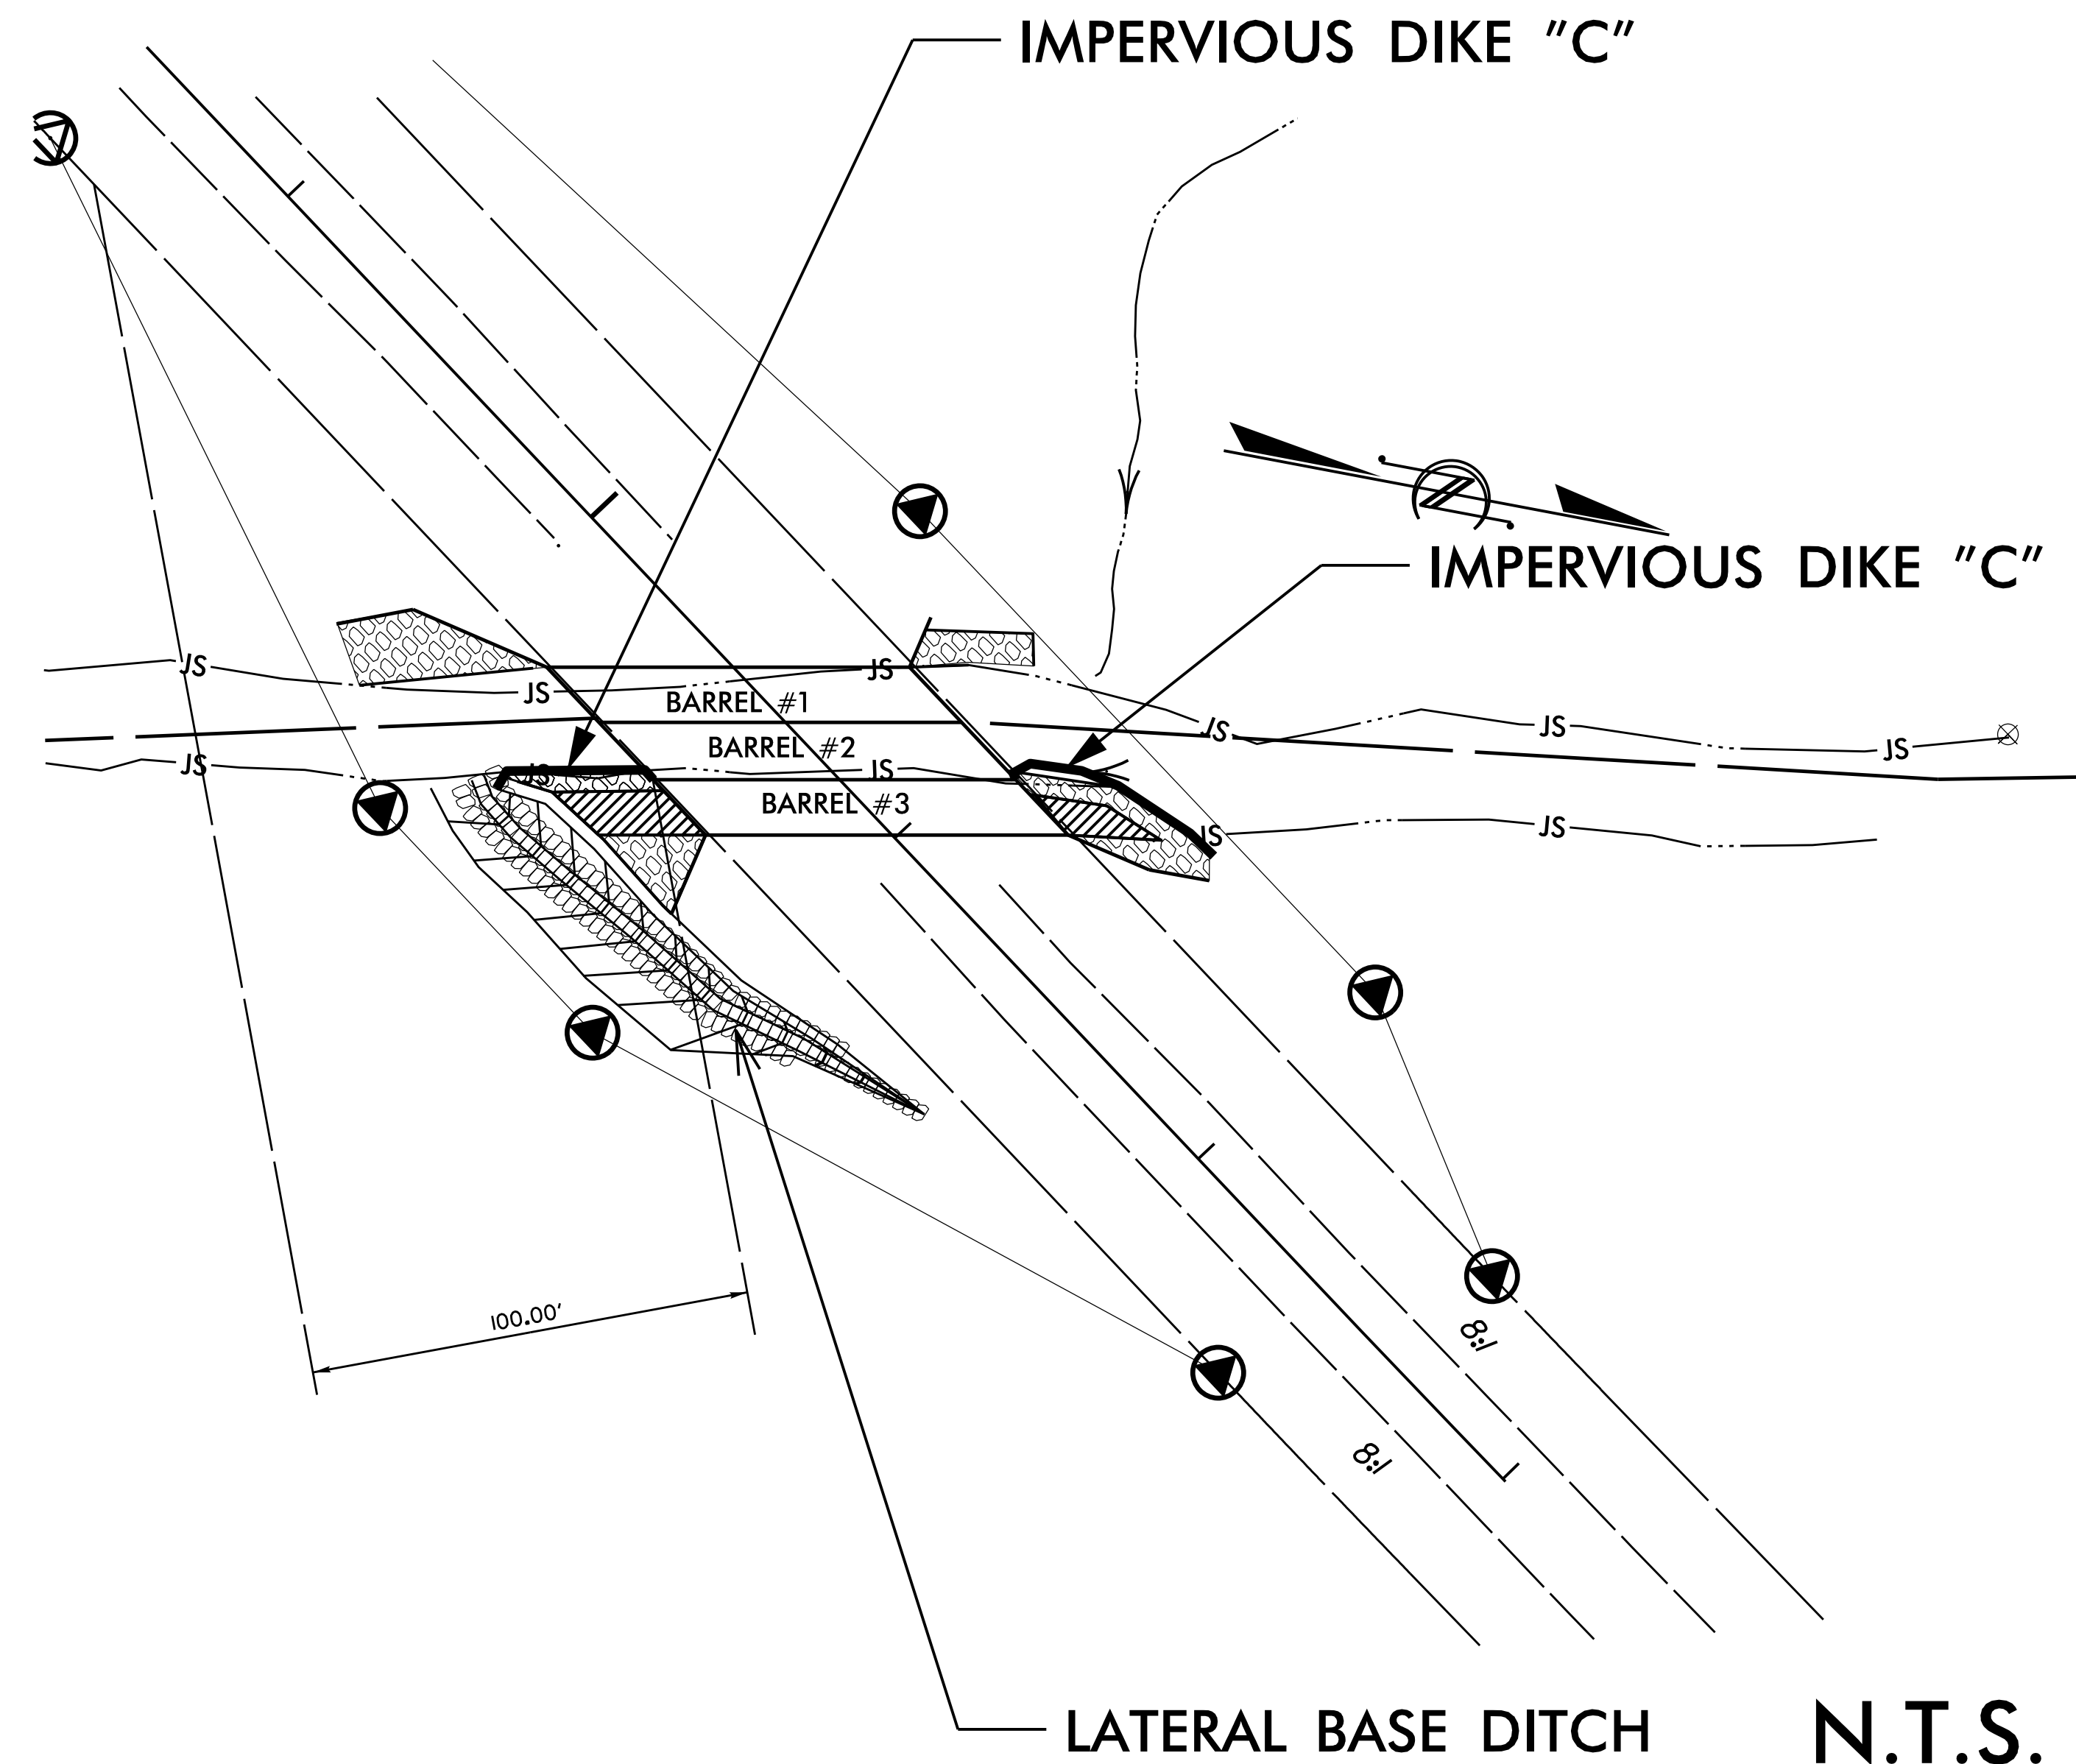 IMPERVIOUS DIKE "C"
IMPERVIOUS DIKE "C"
JS
JS
JS
BARREL #1
JS
JS
JS
BARREL #2
JS
JS
JS
BARREL #3
JS
JS
100.00'
8:1
8:1
LATERAL BASE DITCH
N.T.S.